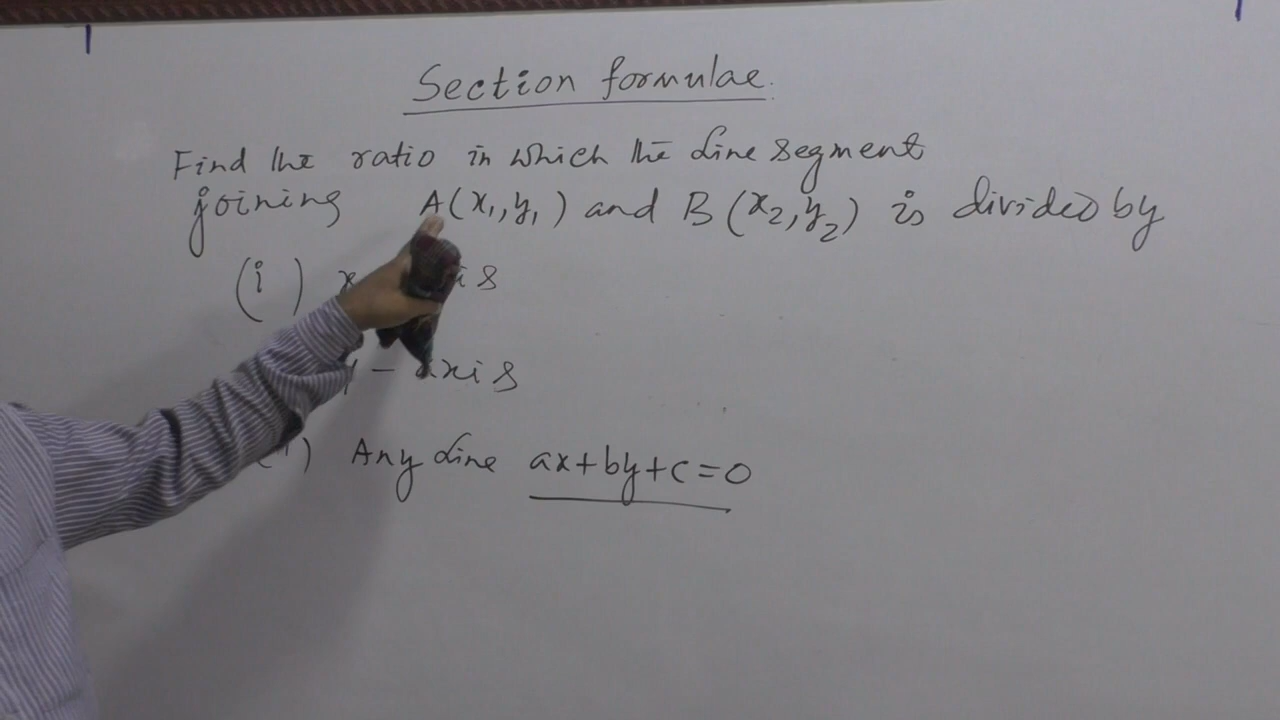 Section formulae.
Find the ratio in which the line segment
joining A(x₁,y₁) and B(x₂,y₂) is divided by
(i) x is
y - axis
) Any line ax+by+c=0